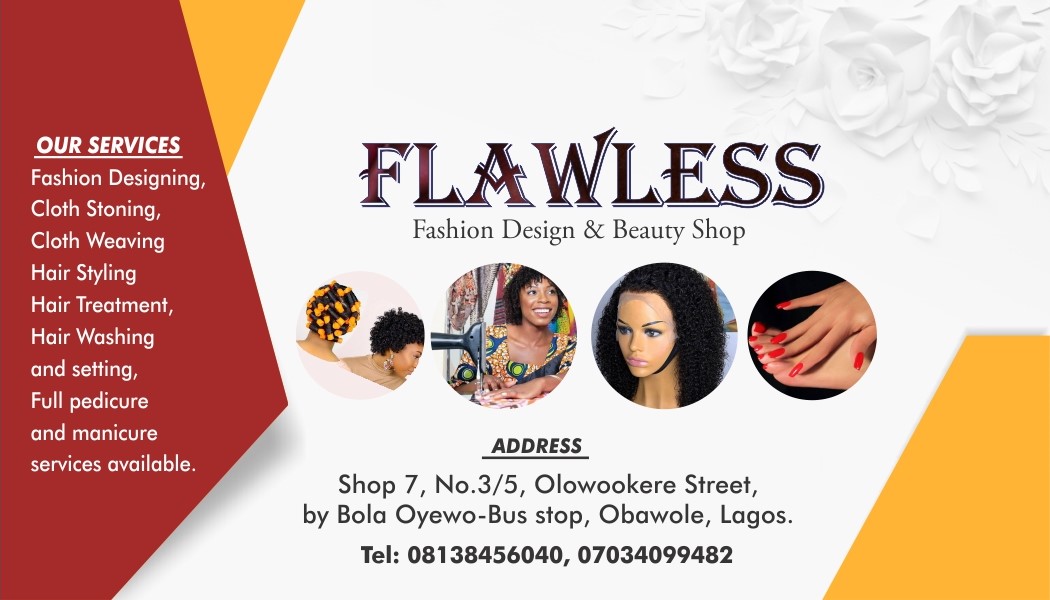 OUR SERVICES
Fashion Designing,
Cloth Stoning,
Cloth Weaving
Hair Styling
Hair Treatment,
Hair Washing
and setting,
Full pedicure
and manicure
services available.
FLAWLESS
Fashion Design & Beauty Shop
ADDRESS
Shop 7, No.3/5, Olowookere Street,
by Bola Oyewo-Bus stop, Obawole, Lagos.
Tel: 08138456040, 07034099482